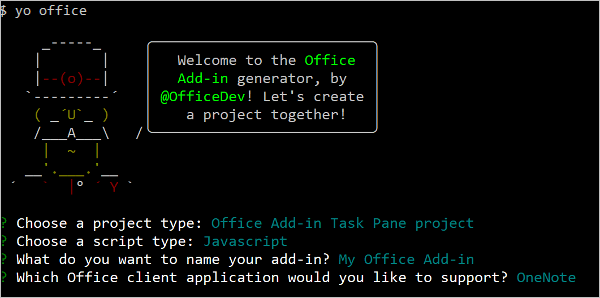 $ yo office
Welcome to the Office
Add-in generator, by
@OfficeDev! Let's create
a project together!
? Choose a project type: Office Add-in Task Pane project
? Choose a script type: Javascript
? What do you want to name your add-in? My Office Add-in
? Which Office client application would you like to support? OneNote